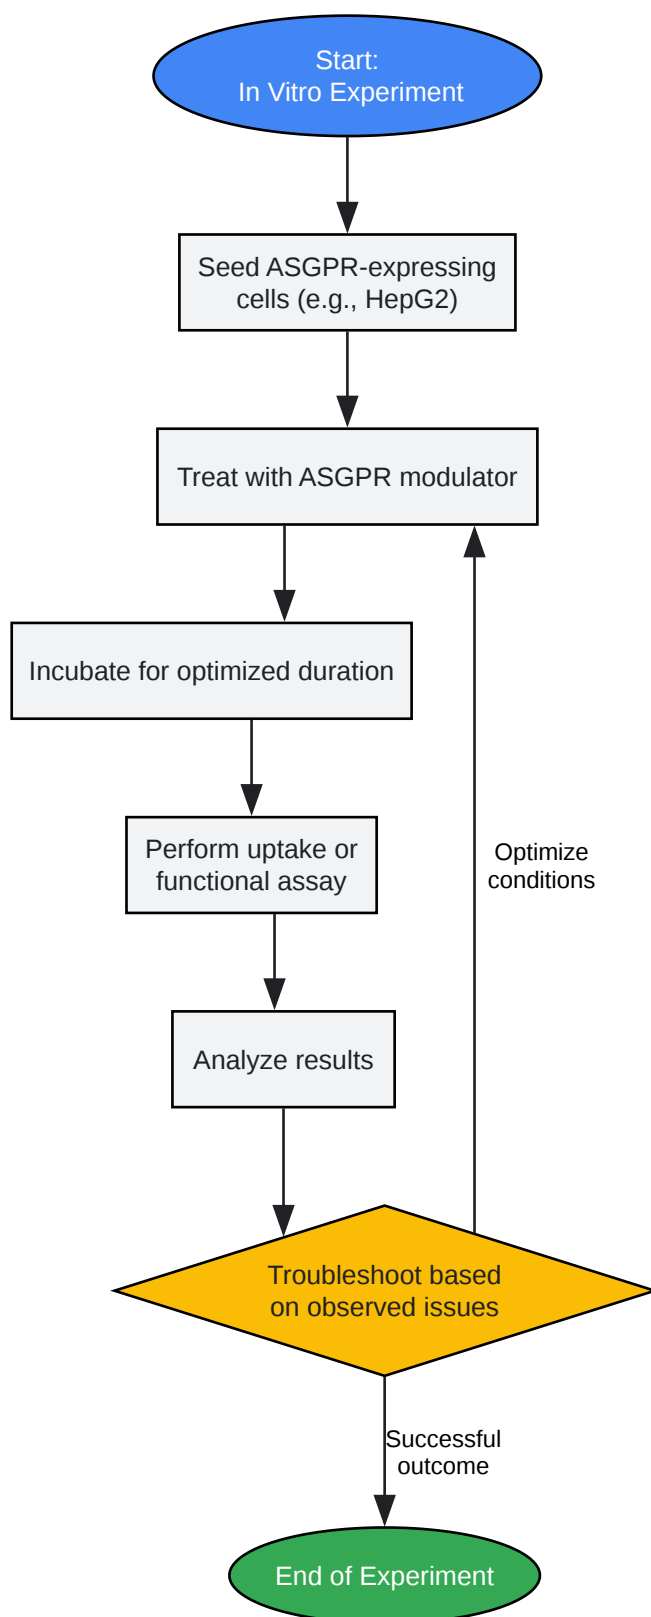 Start:
In Vitro Experiment
Seed ASGPR-expressing
cells (e.g., HepG2)
Treat with ASGPR modulator
Incubate for optimized duration
Perform uptake or
functional assay
Optimize
conditions
Analyze results
Troubleshoot based
on observed issues
Successful
outcome
End of Experiment